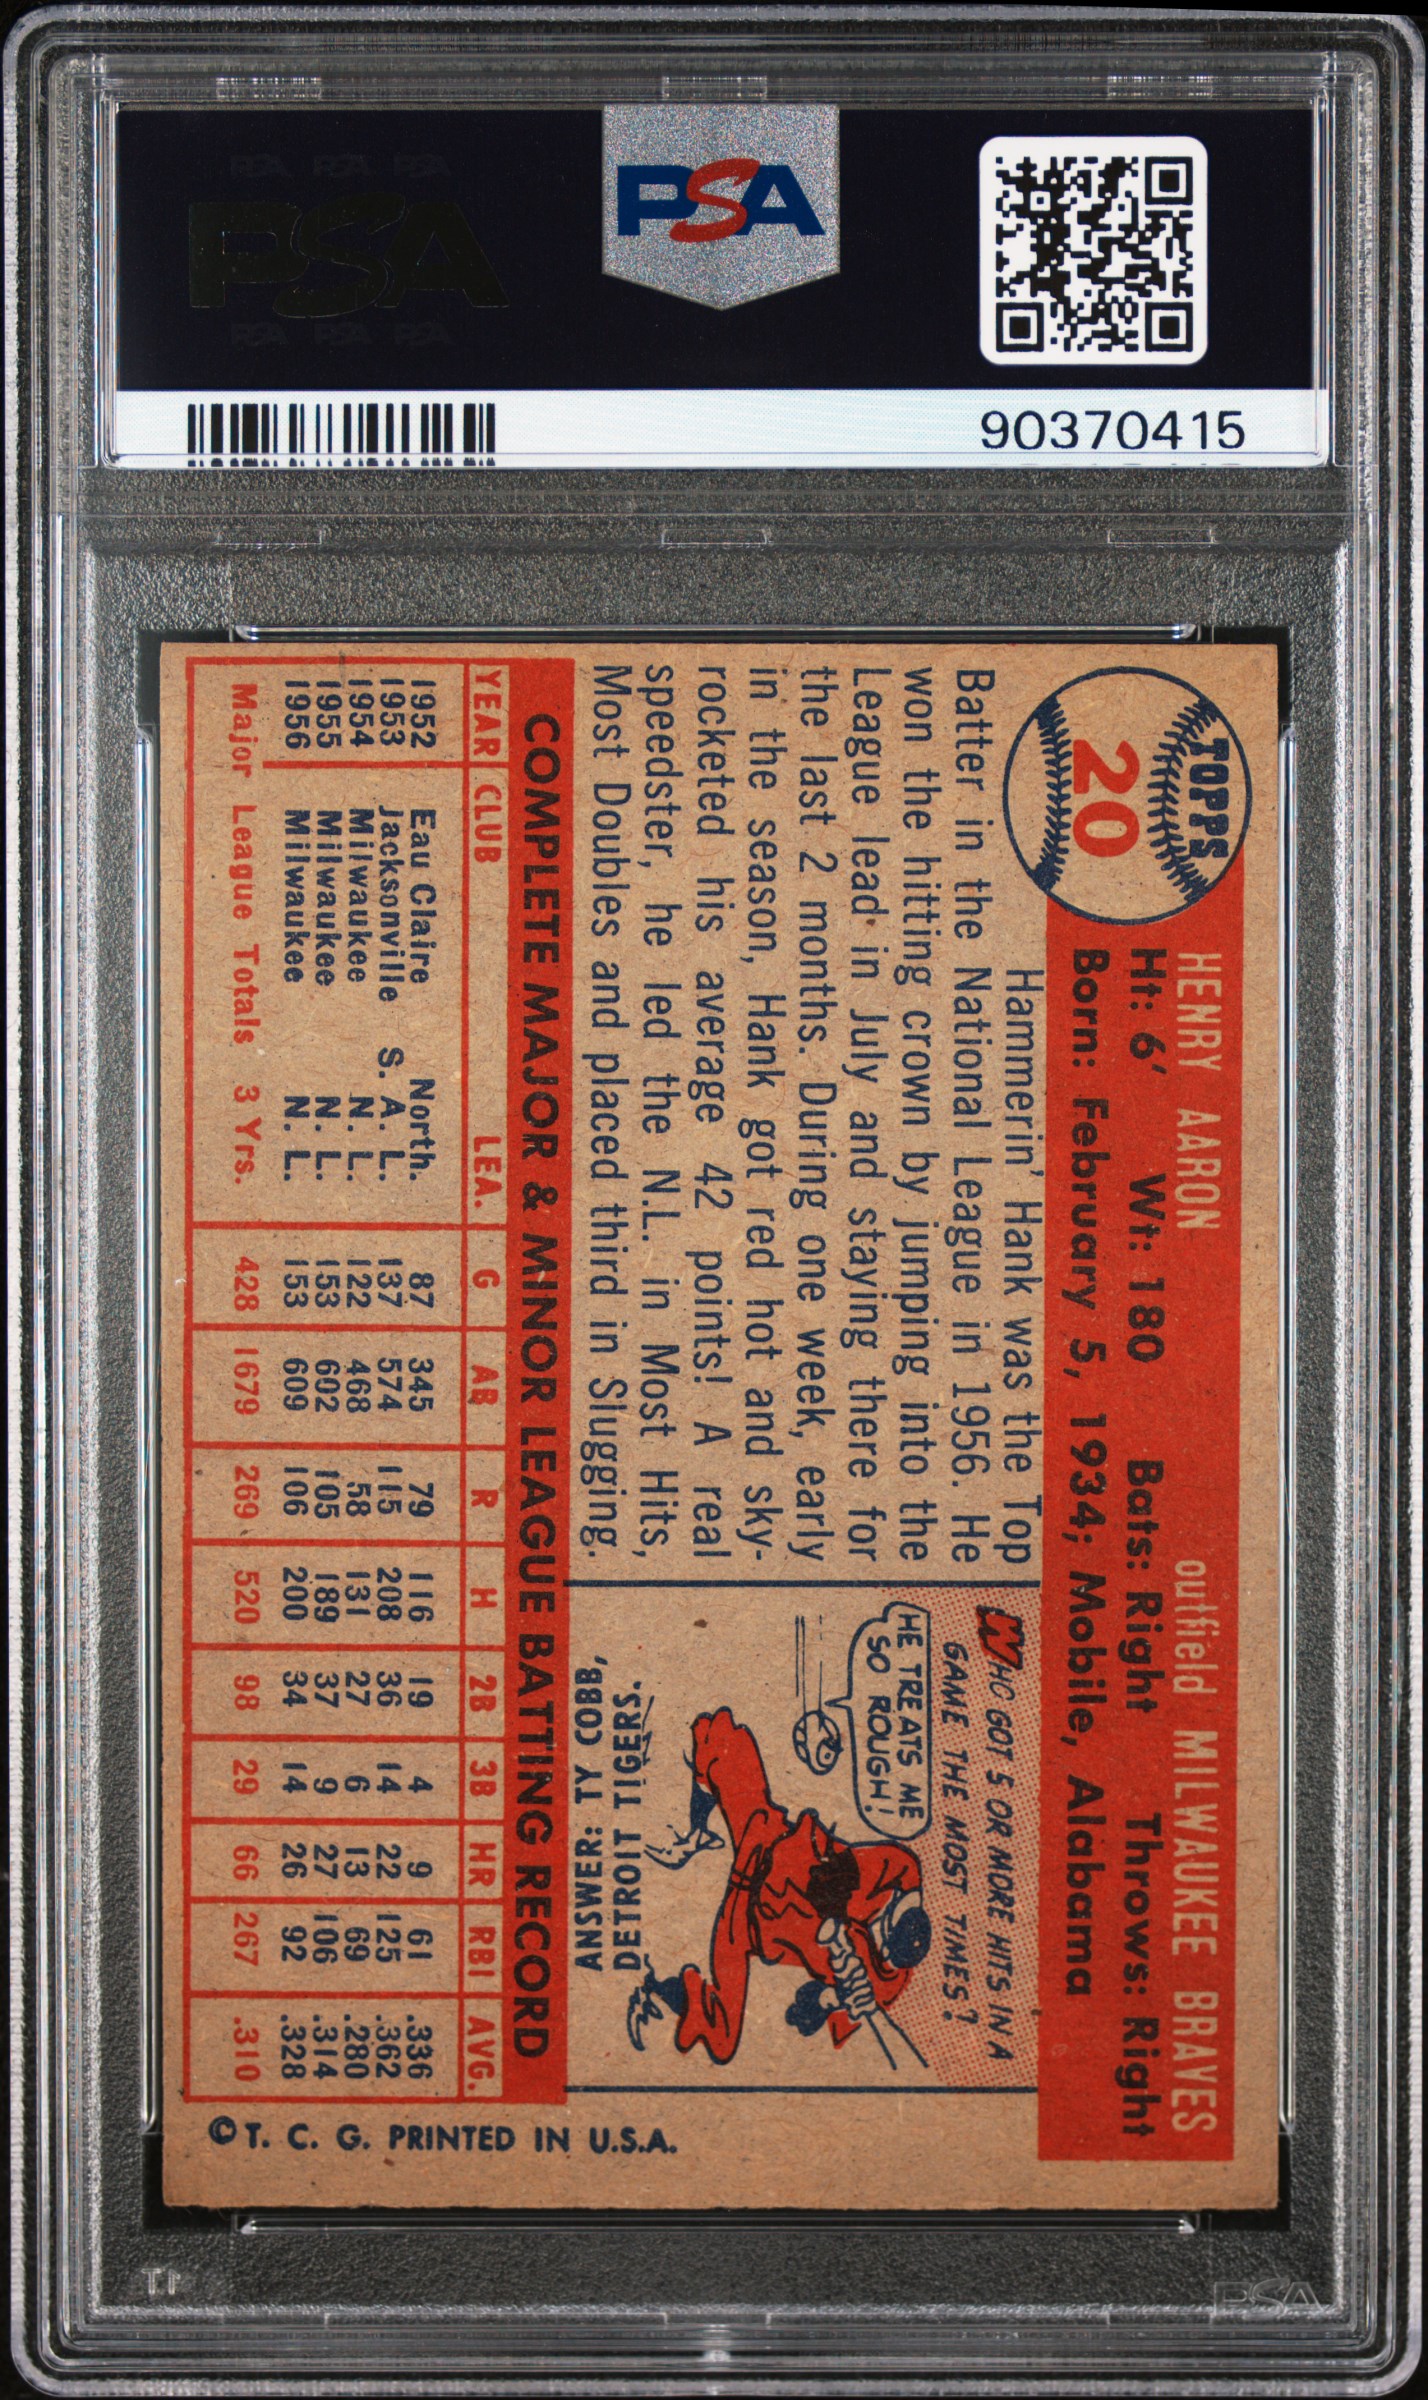 PSA PSA PSA
PSA
PSA PSA PSA
PSA
90370415
TOPPS
20
HENRY AARON outfield MILWAUKEE BRAVES
Ht: 6' Wt: 180 Bats: Right Throws: Right
Born: February 5, 1934; Mobile, Alabama
Hammerin' Hank was the Top
Batter in the National League in 1956. He
won the hitting crown by jumping into the
League lead in July and staying there for
the last 2 months. During one week, early
in the season, Hank got red hot and sky-
rocketed his average 42 points! A real
speedster, he led the N.L. in Most Hits,
Most Doubles and placed third in Slugging.
WHO GOT 5 OR MORE HITS IN A
GAME THE MOST TIMES?
HE TREATS ME
SO ROUGH!
ANSWER: TY COBB,
DETROIT TIGERS.
COMPLETE MAJOR & MINOR LEAGUE BATTING RECORD
YEAR CLUB LEA. G AB R H 2B 3B HR RBI AVG.
1952 Eau Claire North. 87 345 79 116 19 4 9 61 .336
1953 Jacksonville S. A. L. 137 574 115 208 36 14 22 125 .362
1954 Milwaukee N. L. 122 468 58 131 27 6 13 69 .280
1955 Milwaukee N. L. 153 602 105 189 37 9 27 106 .314
1956 Milwaukee N. L. 153 609 106 200 34 14 26 92 .328
Major League Totals 3 Yrs. 428 1679 269 520 98 29 66 267 .310
© T. C. G. PRINTED IN U.S.A.
PSA